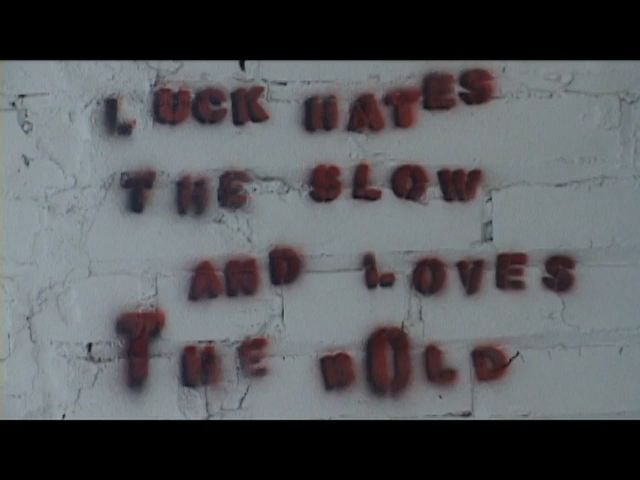 LUCK HATES
THE SLOW
AND LOVES
THE BOLD